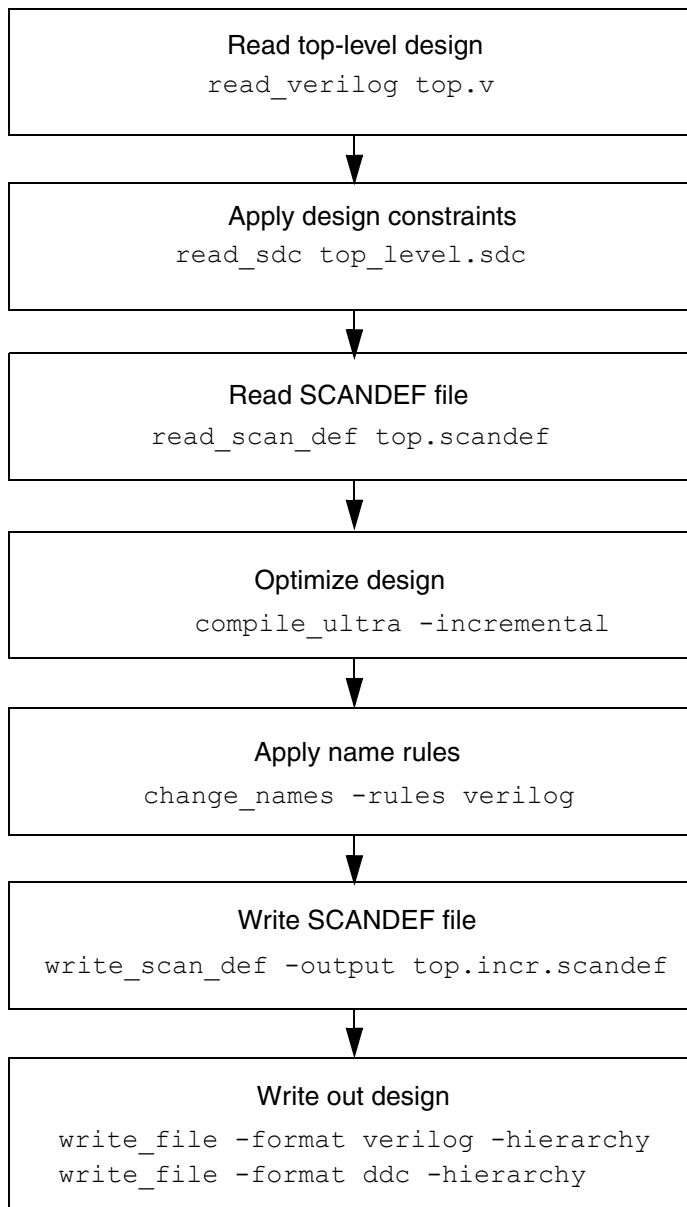 Read top-level design
read_verilog top.v
Apply design constraints
read_sdc top_level.sdc
Read SCANDEF file
read_scan_def top.scandef
Optimize design
compile_ultra -incremental
Apply name rules
change_names -rules verilog
Write SCANDEF file
write_scan_def -output top.incr.scandef
Write out design
write_file -format verilog -hierarchy
write_file -format ddc -hierarchy